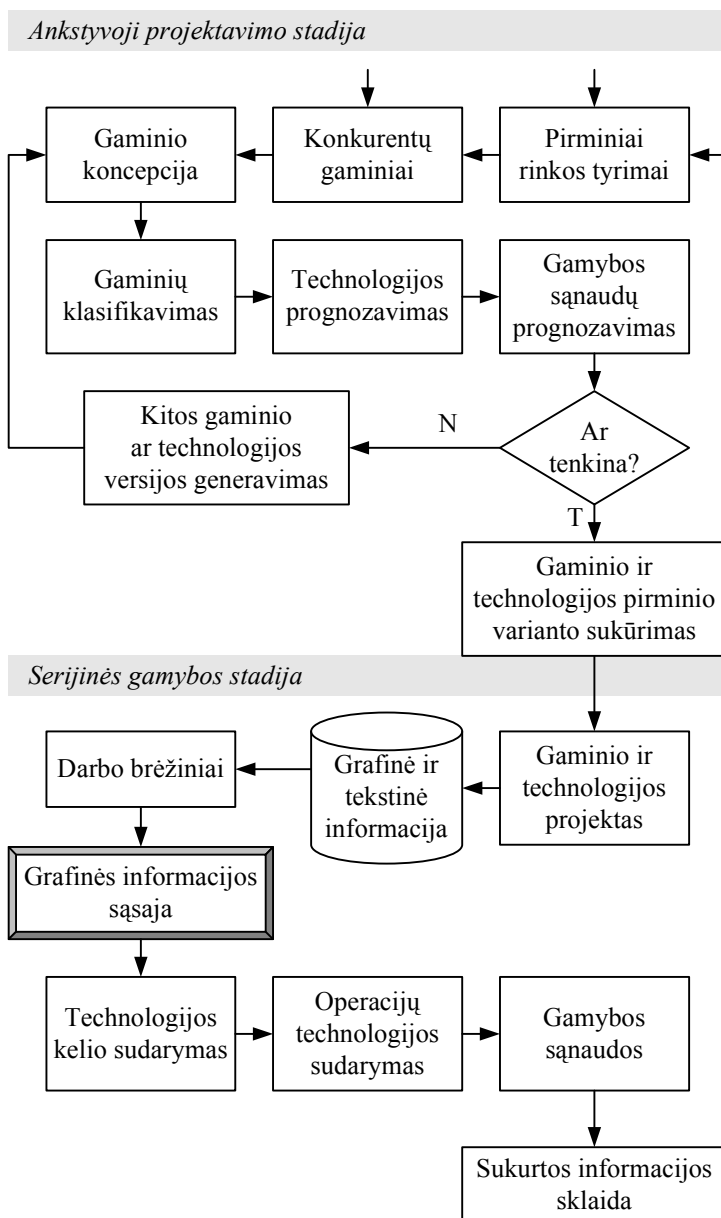 Ankstyvoji projektavimo stadija
Gaminio
koncepcija
Konkurentų
gaminiai
Pirminiai
rinkos tyrimai
Gaminių
klasifikavimas
Technologijos
prognozavimas
Gamybos
sąnaudų
prognozavimas
Kitos gaminio
ar technologijos
versijos generavimas
N
Ar
tenkina?
T
Gaminio ir
technologijos pirminio
varianto sukūrimas
Serijinės gamybos stadija
Darbo brėžiniai
Grafinė ir
tekstinė
informacija
Gaminio ir
technologijos
projektas
Grafinės informacijos
sąsaja
Technologijos
kelio sudarymas
Operacijų
technologijos
sudarymas
Gamybos
sąnaudos
Sukurtos informacijos
sklaida